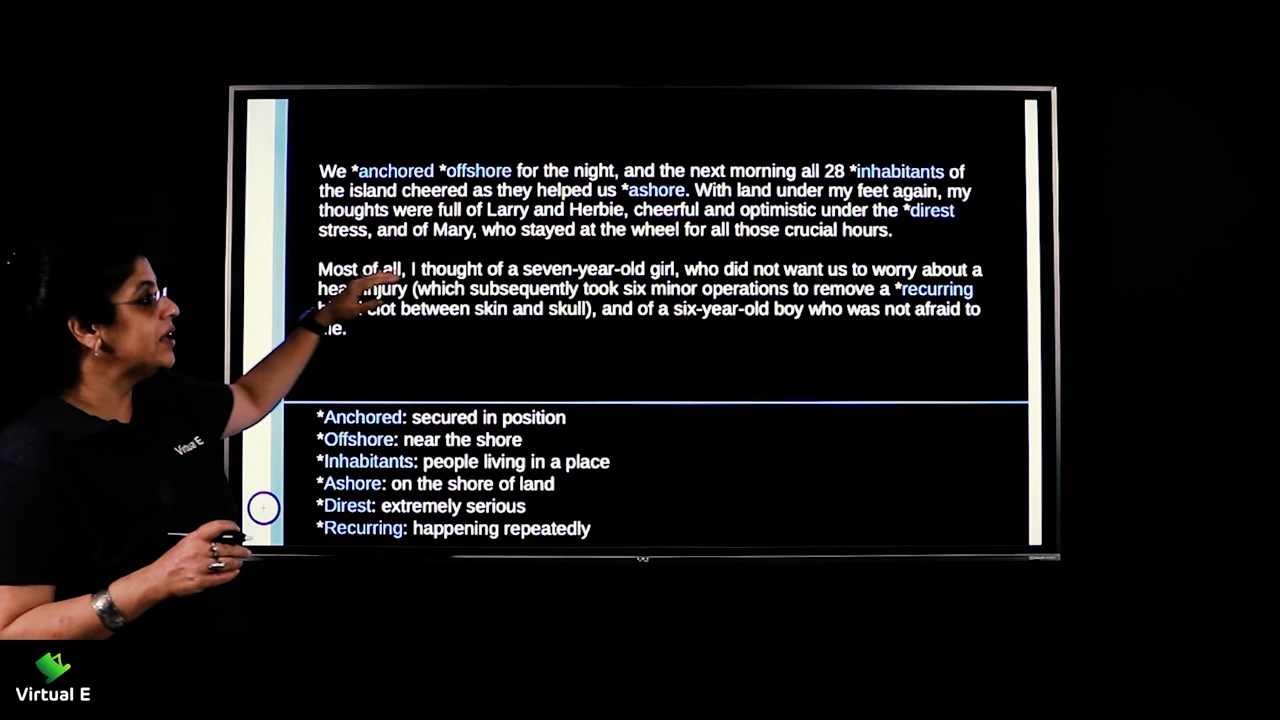 We *anchored *offshore for the night, and the next morning all 28 *inhabitants of
the island cheered as they helped us *ashore. With land under my feet again, my
thoughts were full of Larry and Herbie, cheerful and optimistic under the *direst
stress, and of Mary, who stayed at the wheel for all those crucial hours.
Most of all, I thought of a seven-year-old girl, who did not want us to worry about a
injury (which subsequently took six minor operations to remove a *recurring
between skin and skull), and of a six-year-old boy who was not afraid to
*Anchored: secured in position
*Offshore: near the shore
*Inhabitants: people living in a place
*Ashore: on the shore of land
*Direst: extremely serious
*Recurring: happening repeatedly
Virtual E
Virtual E